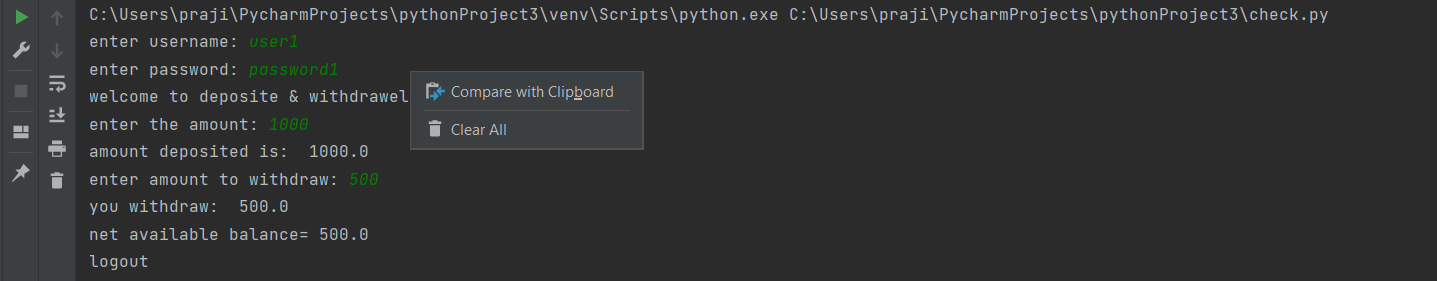 C:\Users\praji\PycharmProjects\pythonProject3\venv\Scripts\python.exe C:\Users\praji\PycharmProjects\pythonProject3\check.py
enter username: user1
enter password: password1
welcome to deposite & withdrawel
Compare with Clipboard
enter the amount: 1000
Clear All
amount deposited is:  1000.0
enter amount to withdraw: 500
you withdraw:  500.0
net available balance= 500.0
logout